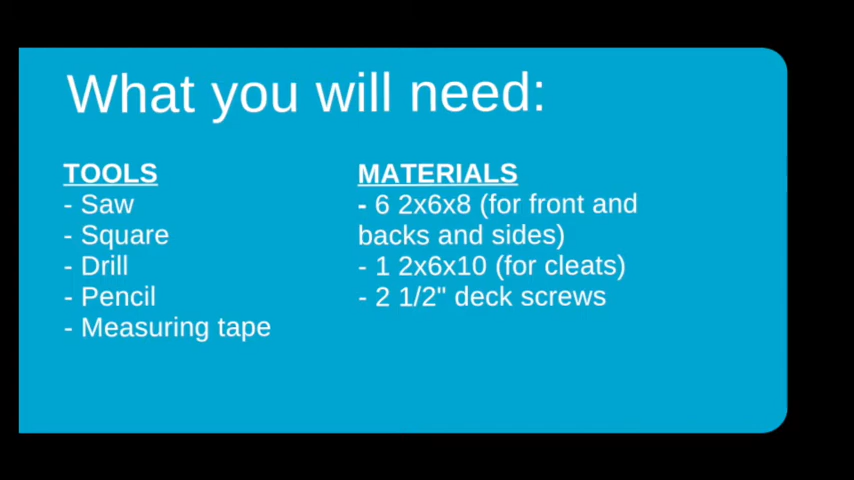 What you will need:
TOOLS
- Saw
- Square
- Drill
- Pencil
- Measuring tape
MATERIALS
- 6 2x6x8 (for front and
backs and sides)
- 1 2x6x10 (for cleats)
- 2 1/2" deck screws